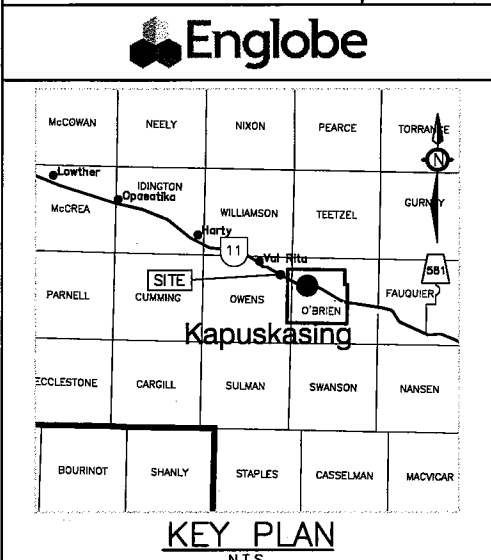 Englobe
McCOWAN NEELY NIXON PEARCE TORRANCE
N
Lowther
IDINGTON
Opasatika
McCREA WILLIAMSON TEETZEL GURNEY
Harty
11
Val Rita
581
SITE
PARNELL CUMMING OWENS O'BRIEN FAUQUIER
Kapuskasing
ECCLESTONE CARGILL SULMAN SWANSON NANSEN
BOURINOT SHANLY STAPLES CASSELMAN MACVICAR
KEY PLAN
N.T.S.